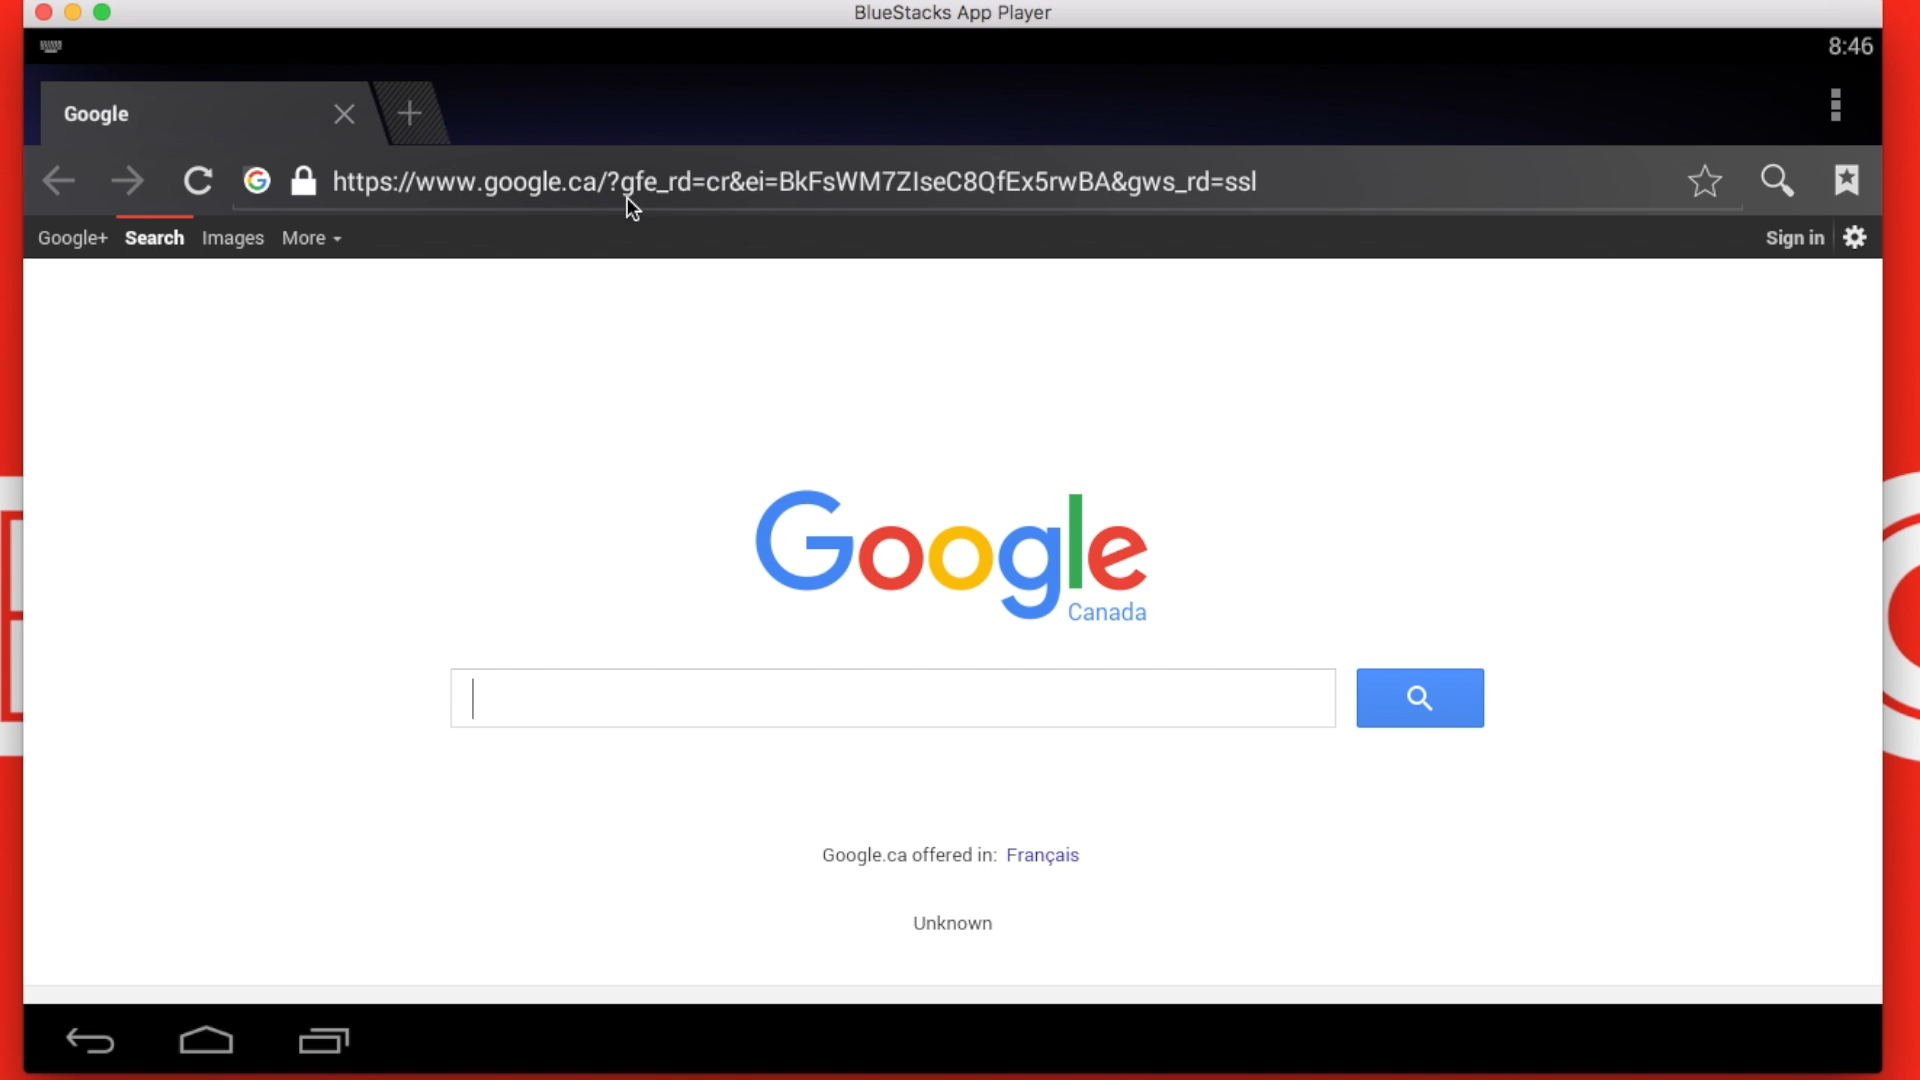 BlueStacks App Player
8:46
Google
https://www.google.ca/?gfe_rd=cr&ei=BkFsWM7ZIseC8QfEx5rwBA&gws_rd=ssl
Google+ Search Images More Sign in
Google
Canada
Google.ca offered in: Français
Unknown